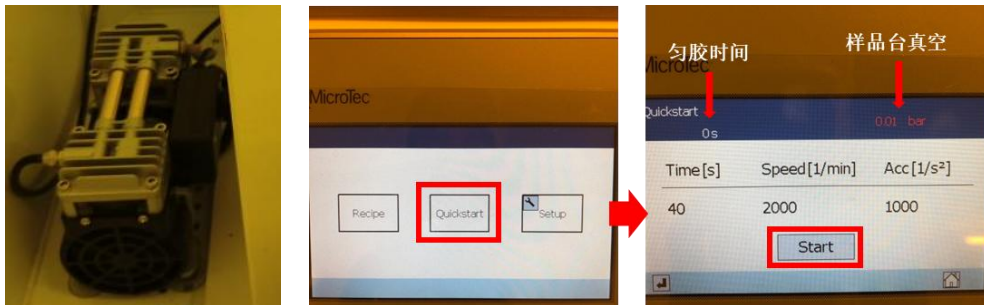 MicroTec
Recipe
Quickstart
Setup
匀胶时间
样品台真空
MicroTec
Quickstart
0s
0.01 bar
Time[s] Speed[1/min] Acc[1/s²]
40 2000 1000
Start